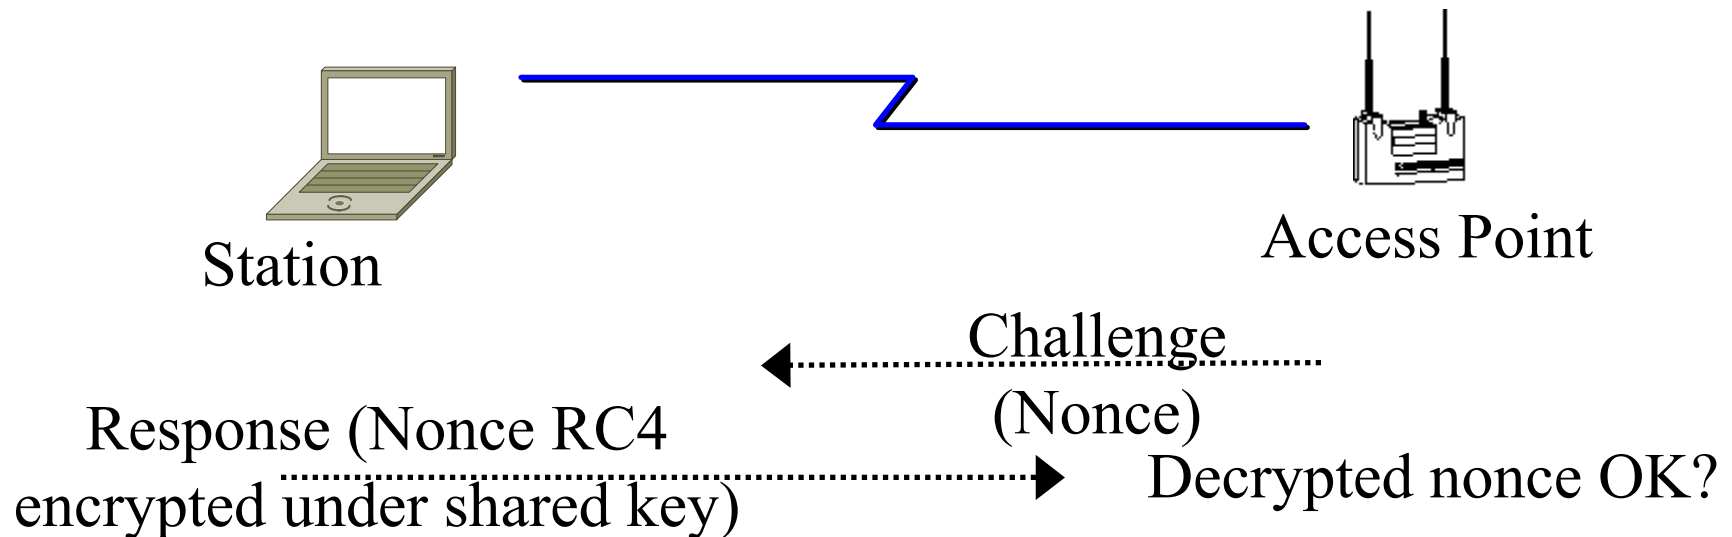 Station
Access Point
Challenge
(Nonce)
Response (Nonce RC4
encrypted under shared key)
Decrypted nonce OK?